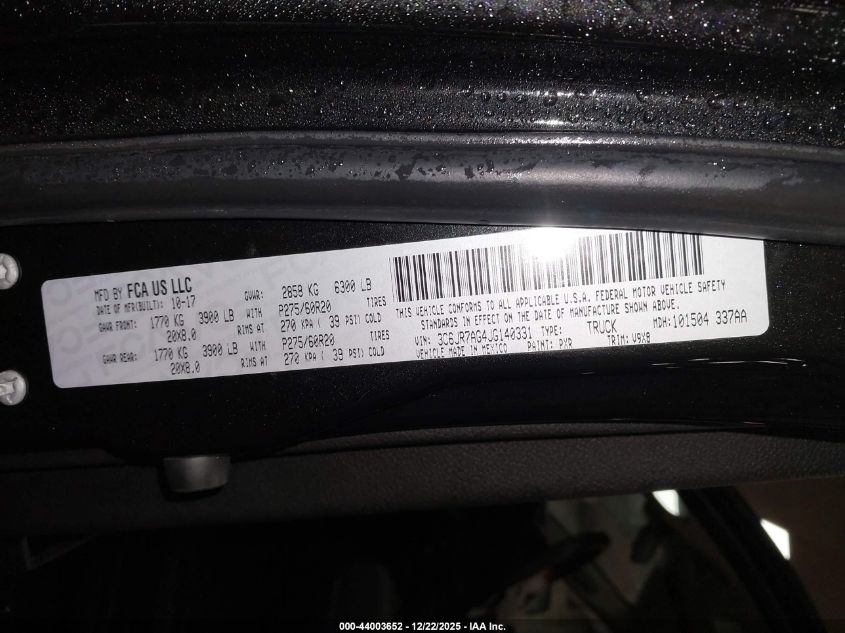 MFD BY FCA US LLC
DATE OF MFR(BUILT): 10-17 GVWR: 2858 KG 6300 LB
GAWR FRONT: 1770 KG 3900 LB WITH P275/60R20 TIRES
20X8.0 RIMS AT 270 KPA ( 39 PSI) COLD
GAWR REAR: 1770 KG 3900 LB WITH P275/60R20 TIRES
20X8.0 RIMS AT 270 KPA ( 39 PSI) COLD
THIS VEHICLE CONFORMS TO ALL APPLICABLE U.S.A. FEDERAL MOTOR VEHICLE SAFETY
STANDARDS IN EFFECT ON THE DATE OF MANUFACTURE SHOWN ABOVE.
VIN: 3C6JR7AG4JG140331 TYPE: TRUCK MDH: 101504 337AA
VEHICLE MADE IN MEXICO PAINT: PXR TRIM: V9X8
000-44003652 - 12/22/2025 - IAA Inc.